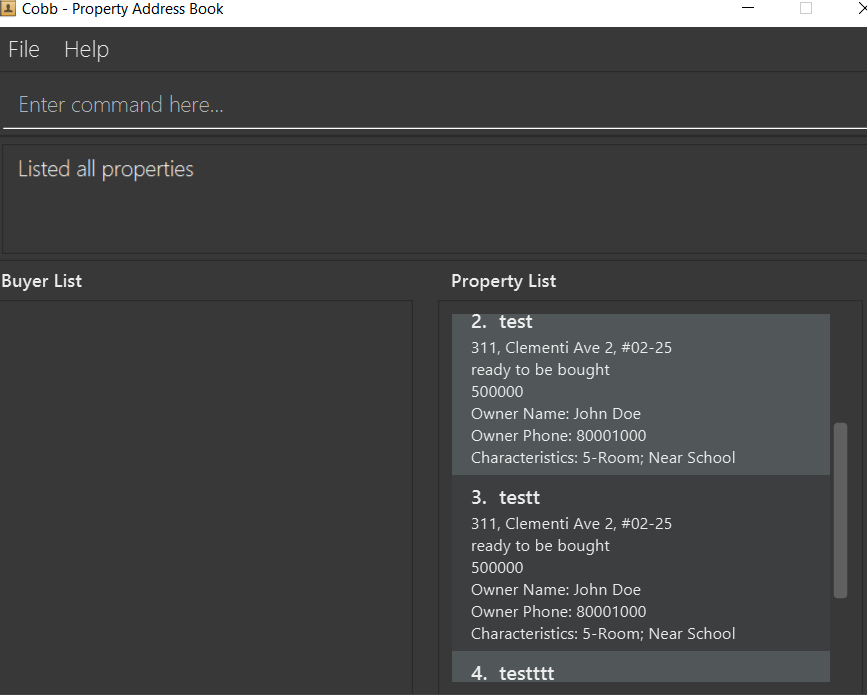 Cobb - Property Address Book
File Help
Enter command here...
Listed all properties
Buyer List
Property List
2. test
311, Clementi Ave 2, #02-25
ready to be bought
500000
Owner Name: John Doe
Owner Phone: 80001000
Characteristics: 5-Room; Near School
3. testt
311, Clementi Ave 2, #02-25
ready to be bought
500000
Owner Name: John Doe
Owner Phone: 80001000
Characteristics: 5-Room; Near School
4. testttt